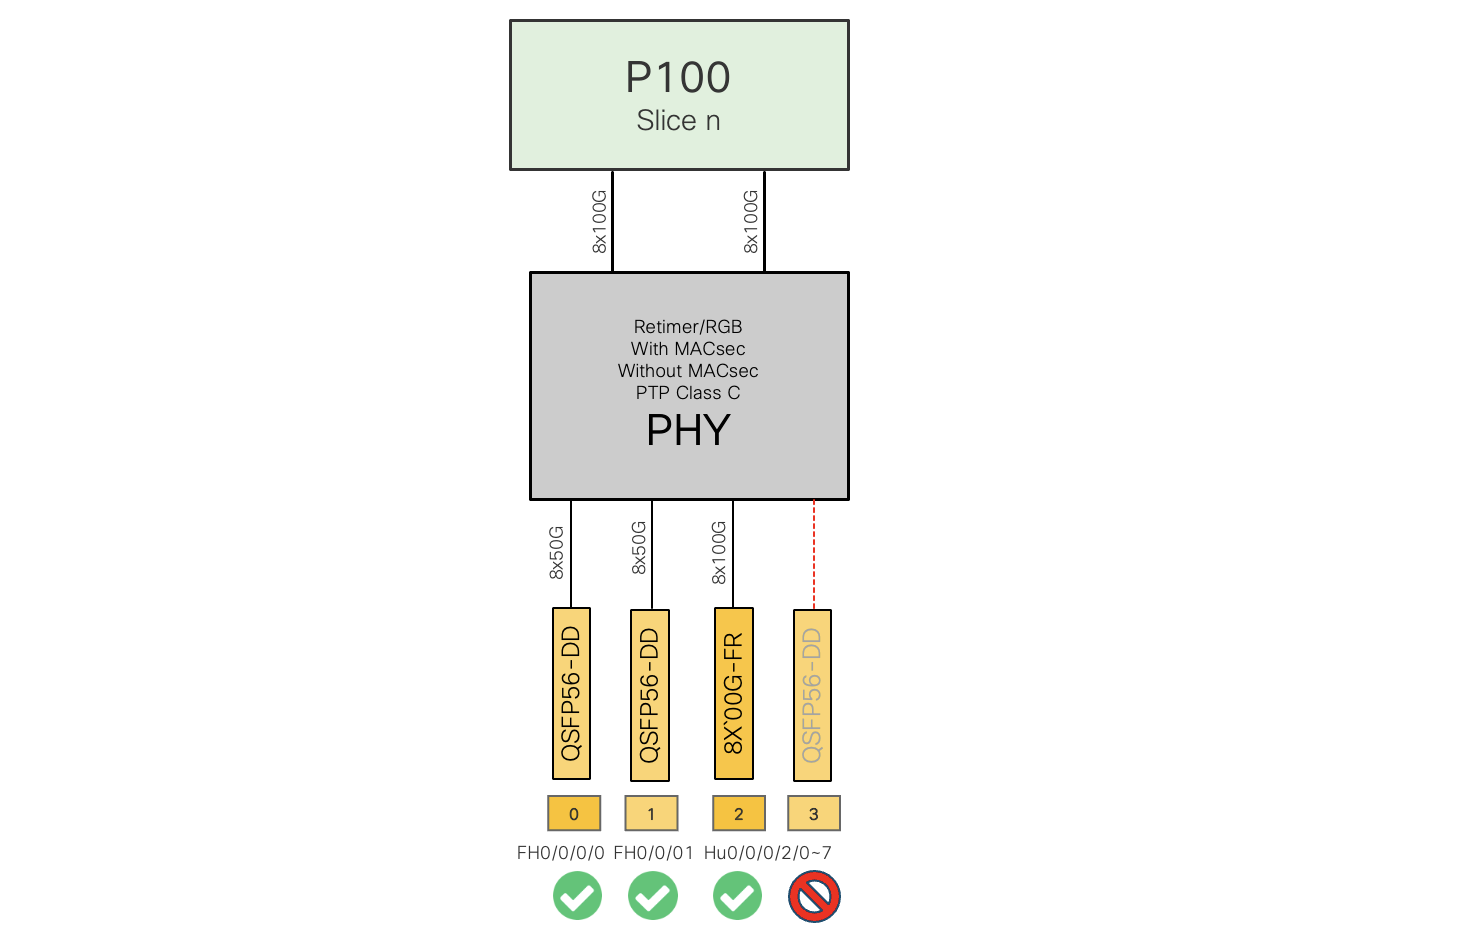 P100
Slice n
8x100G
8x100G
Retimer/RGB
With MACsec
Without MACsec
PTP Class C
PHY
8x50G
8x50G
8x100G
QSFP56-DD
QSFP56-DD
8X`00G-FR
QSFP56-DD
0
1
2
3
FH0/0/0/0 FH0/0/01 Hu0/0/0/2/0~7